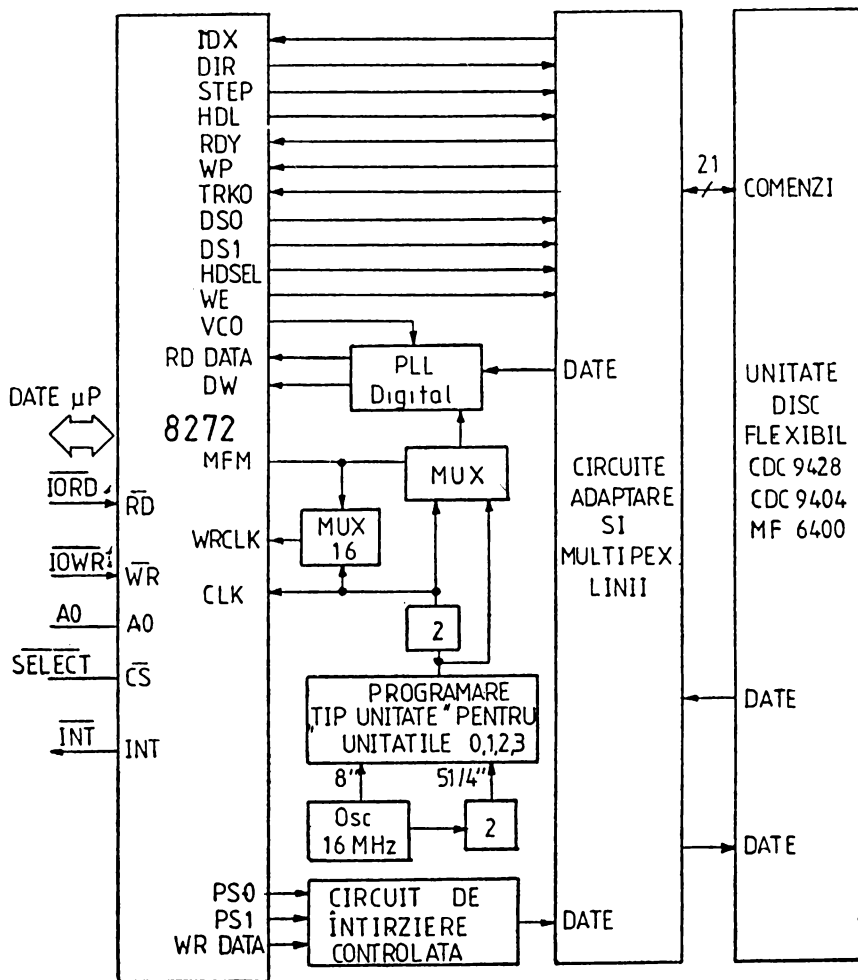 IDX
DIR
STEP
HDL
RDY
WP
TRK0
DS0
DS1
HDSEL
WE
VCO
RD DATA
DW
8272
MFM
WRCLK
CLK
DATE µP
IORD
RD
IOWR
WR
A0
A0
SELECT
CS
INT
INT
PLL
Digital
MUX
MUX
16
2
PROGRAMARE
"TIP UNITATE" PENTRU
UNITATILE 0,1,2,3
8"
51/4"
Osc
16 MHz
2
PS0
PS1
WR DATA
CIRCUIT DE
ÎNTIRZIERE
CONTROLATA
DATE
CIRCUITE
ADAPTARE
SI
MULTIPEX
LINII
DATE
21
COMENZI
UNITATE
DISC
FLEXIBIL
CDC 9428
CDC 9404
MF 6400
DATE
DATE